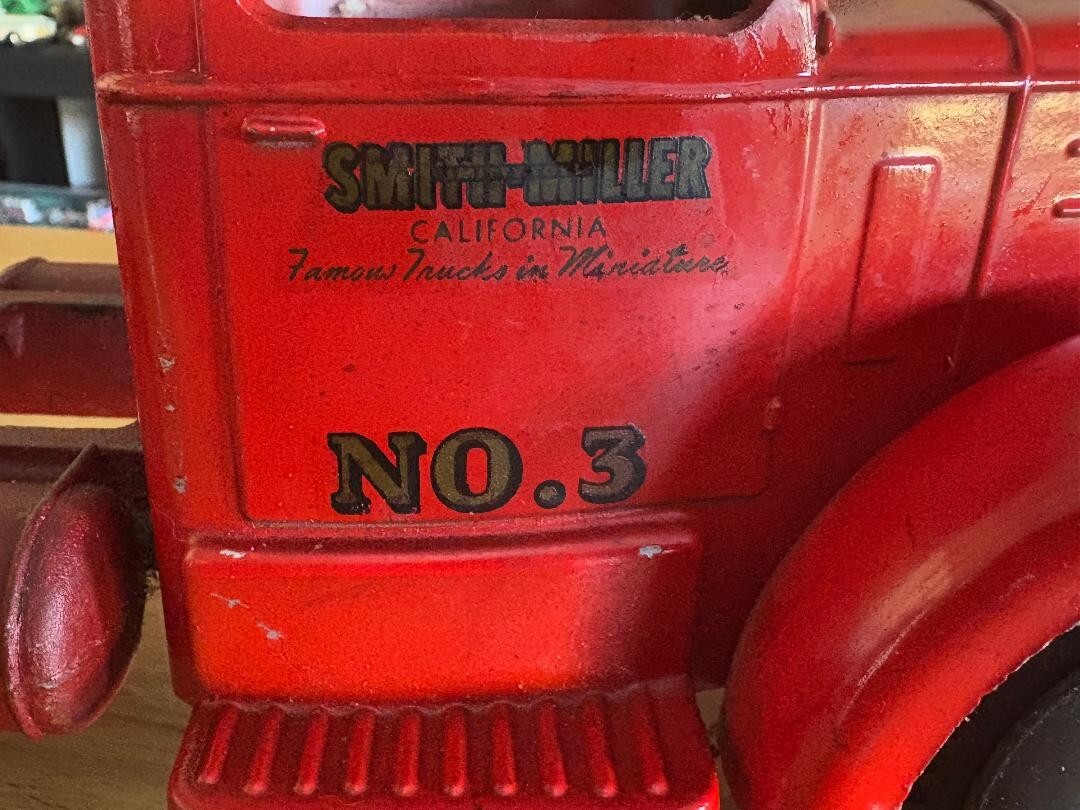 SMITH-MILLER
CALIFORNIA
Famous Trucks in Miniature
NO.3